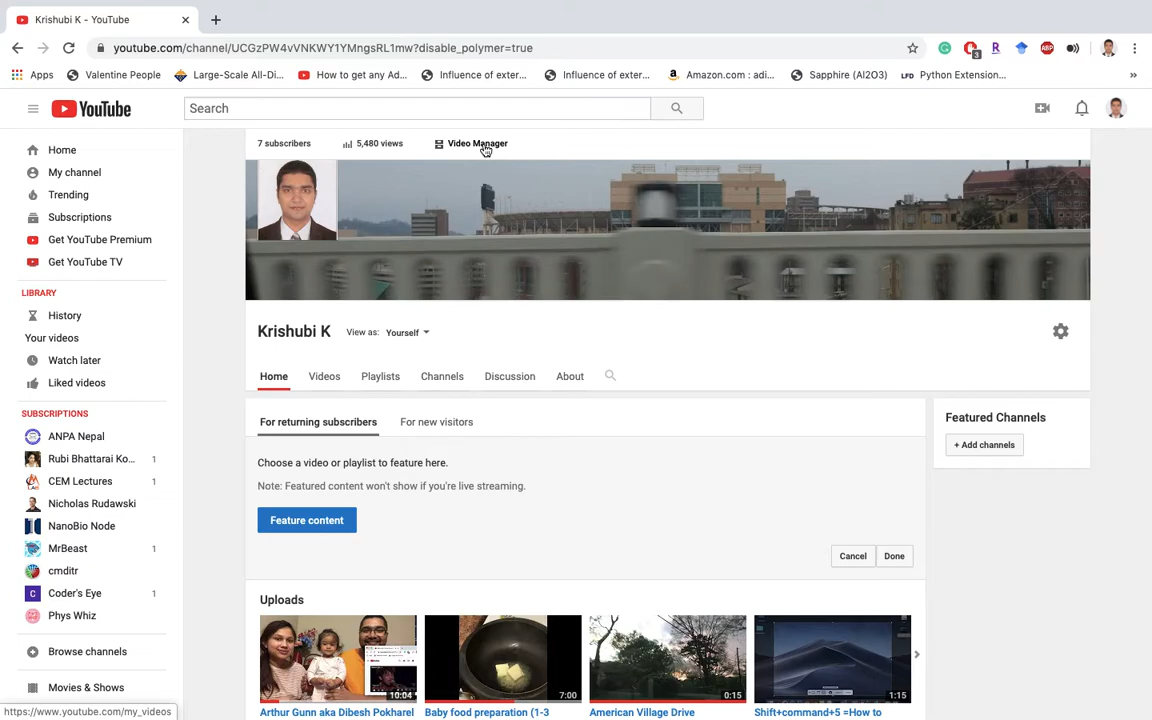 Krishubi K - YouTube
youtube.com/channel/UCGzPW4vVNKWY1YMngsRL1mw?disable_polymer=true
3
R
ABP
Apps
Valentine People
Large-Scale All-Di...
How to get any Ad...
Influence of exter...
Influence of exter...
Amazon.com : adi...
Sapphire (Al2O3)
LFD
Python Extension...
»
YouTube
Search
7 subscribers
5,480 views
Video Manager
Home
My channel
Trending
Subscriptions
Get YouTube Premium
Get YouTube TV
LIBRARY
History
Your videos
Watch later
Liked videos
SUBSCRIPTIONS
ANPA Nepal
Rubi Bhattarai Ko... 1
CEM Lectures 1
Nicholas Rudawski
NanoBio Node
MrBeast 1
cmditr
C Coder's Eye 1
Phys Whiz
Browse channels
Movies & Shows
https://www.youtube.com/my_videos
Krishubi K
View as: Yourself
Home
Videos
Playlists
Channels
Discussion
About
For returning subscribers
For new visitors
Choose a video or playlist to feature here.
Note: Featured content won't show if you're live streaming.
Feature content
Cancel
Done
Featured Channels
+ Add channels
Uploads
10:04
7:00
0:15
1:15
Arthur Gunn aka Dibesh Pokharel
Baby food preparation (1-3
American Village Drive
Shift+command+5 =How to